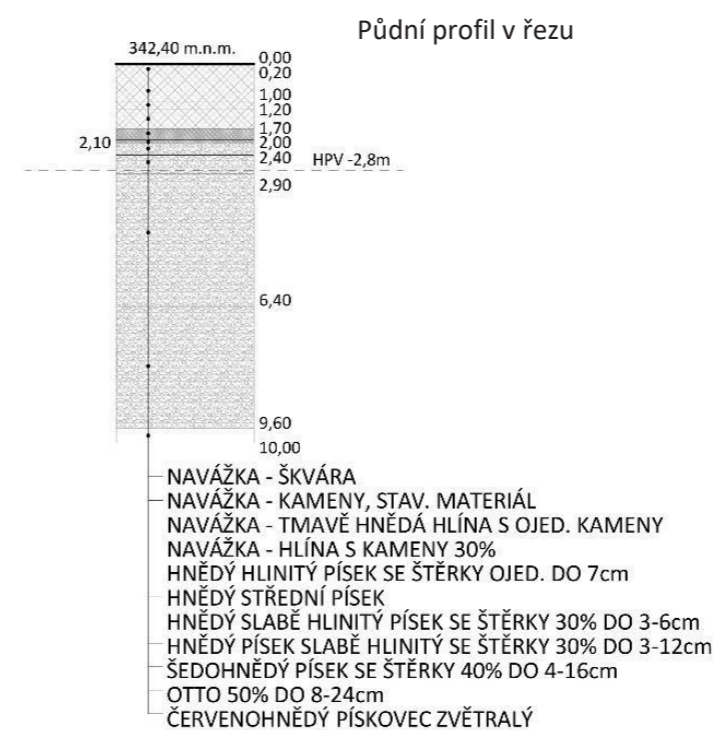 Půdní profil v řezu
342,40 m.n.m.
0,00
0,20
1,00
1,20
1,70
2,10
2,00
2,40
HPV -2,8m
2,90
6,40
9,60
10,00
NAVÁŽKA - ŠKVÁRA
NAVÁŽKA - KAMENY, STAV. MATERIÁL
NAVÁŽKA - TMAVĚ HNĚDÁ HLÍNA S OJED. KAMENY
NAVÁŽKA - HLÍNA S KAMENY 30%
HNĚDÝ HLINITÝ PÍSEK SE ŠTĚRKY OJED. DO 7cm
HNĚDÝ STŘEDNÍ PÍSEK
HNĚDÝ SLABĚ HLINITÝ PÍSEK SE ŠTĚRKY 30% DO 3-6cm
HNĚDÝ PÍSEK SLABĚ HLINITÝ SE ŠTĚRKY 30% DO 3-12cm
ŠEDOHNĚDÝ PÍSEK SE ŠTĚRKY 40% DO 4-16cm
OTTO 50% DO 8-24cm
ČERVENOHNĚDÝ PÍSKOVEC ZVĚTRALÝ